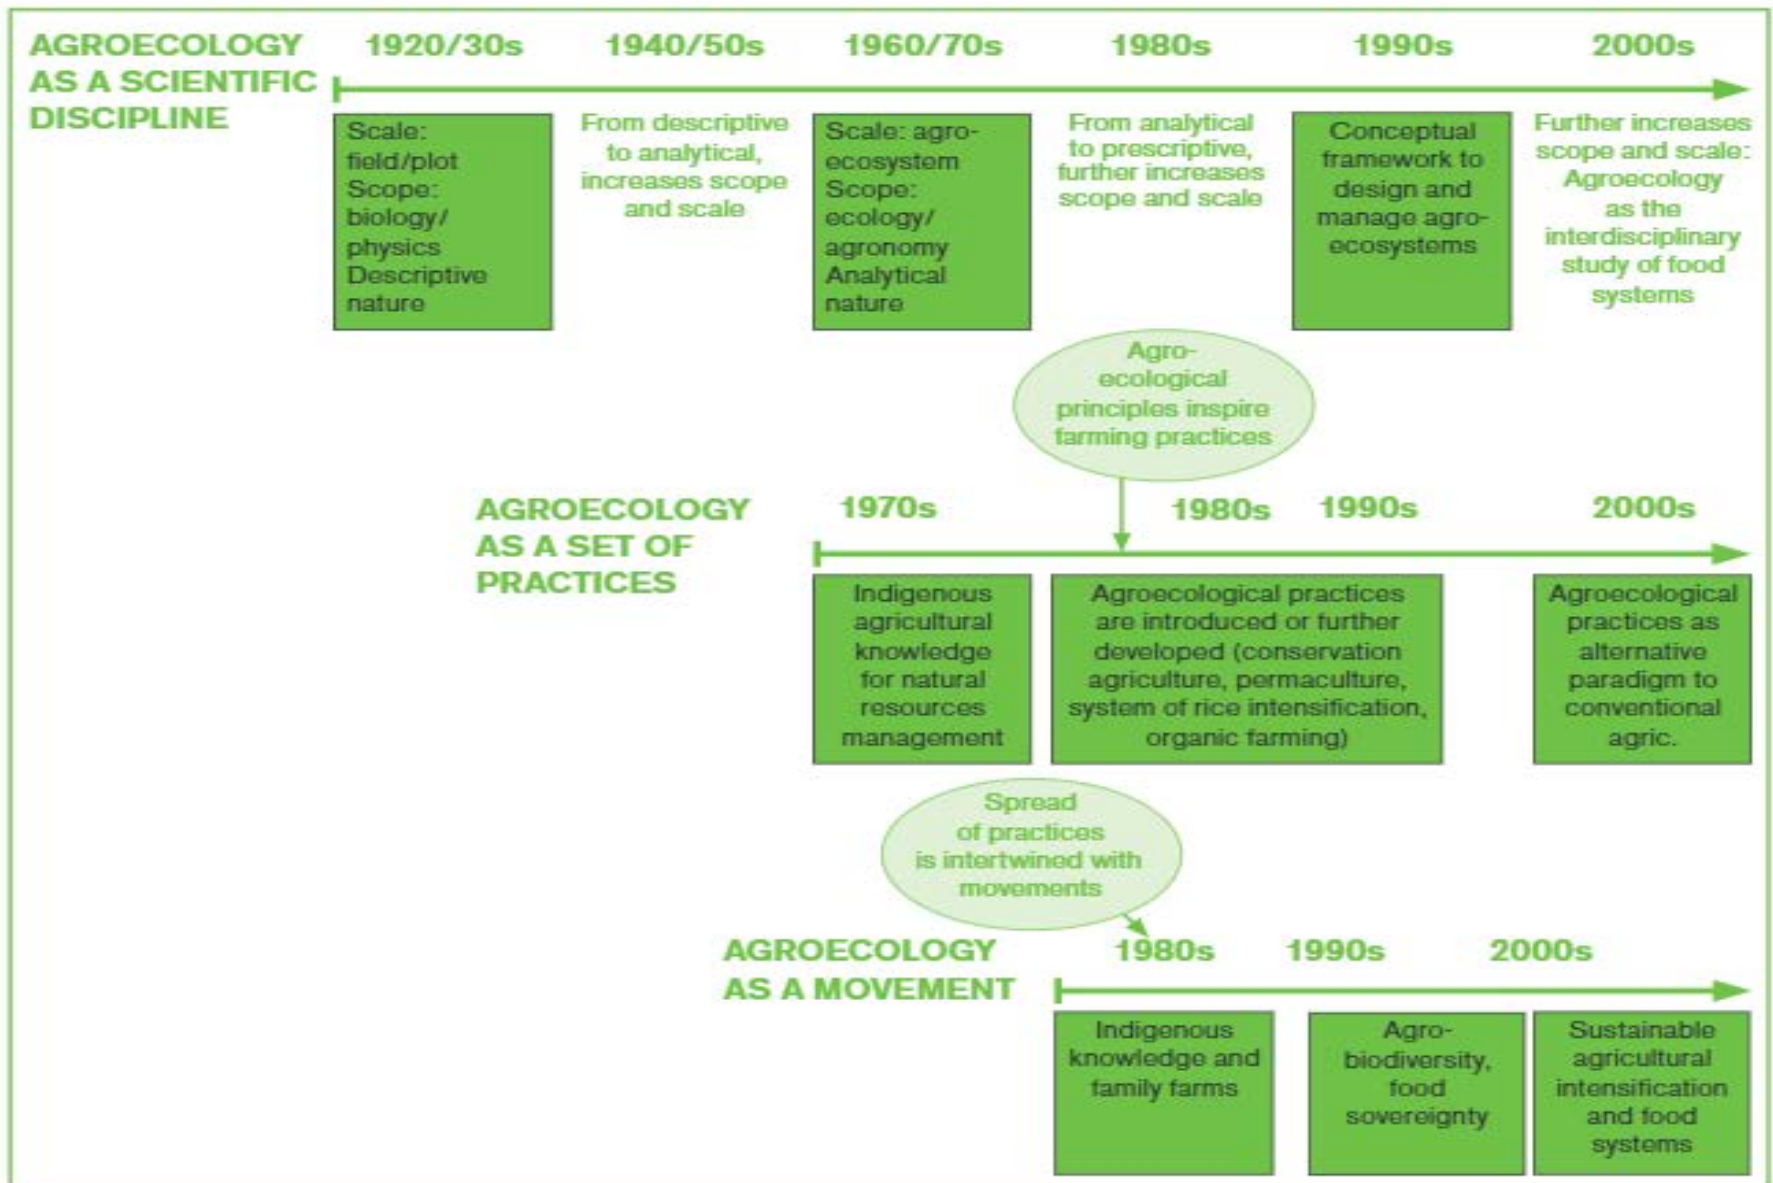 AGROECOLOGY
AS A SCIENTIFIC
DISCIPLINE
1920/30s
1940/50s
1960/70s
1980s
1990s
2000s
Scale:
field/plot
Scope:
biology/
physics
Descriptive
nature
From descriptive
to analytical,
increases scope
and scale
Scale: agro-
ecosystem
Scope:
ecology/
agronomy
Analytical
nature
From analytical
to prescriptive,
further increases
scope and scale
Conceptual
framework to
design and
manage agro-
ecosystems
Further increases
scope and scale:
Agroecology
as the
interdisciplinary
study of food
systems
Agro-
ecological
principles inspire
farming practices
AGROECOLOGY
AS A SET OF
PRACTICES
1970s
1980s
1990s
2000s
Indigenous
agricultural
knowledge
for natural
resources
management
Agroecological practices
are introduced or further
developed (conservation
agriculture, permaculture,
system of rice intensification,
organic farming)
Agroecological
practices as
alternative
paradigm to
conventional
agric.
Spread
of practices
is intertwined with
movements
AGROECOLOGY
AS A MOVEMENT
1980s
1990s
2000s
Indigenous
knowledge and
family farms
Agro-
biodiversity,
food
sovereignty
Sustainable
agricultural
intensification
and food
systems